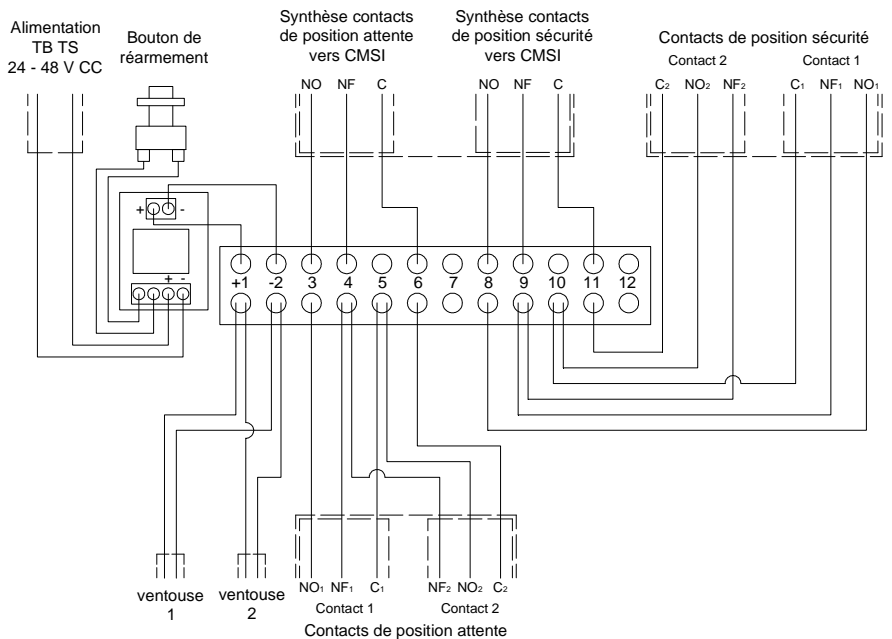 Alimentation
TB TS
24 - 48 V CC
Bouton de
réarmement
Synthèse contacts
de position attente
vers CMSI
NO NF C
Synthèse contacts
de position sécurité
vers CMSI
NO NF C
Contacts de position sécurité
Contact 2 Contact 1
C2 NO2 NF2 C1 NF1 NO1
+ -
+ -
+1 -2 3 4 5 6 7 8 9 10 11 12
ventouse
1
ventouse
2
NO1 NF1 C1 NF2 NO2 C2
Contact 1 Contact 2
Contacts de position attente